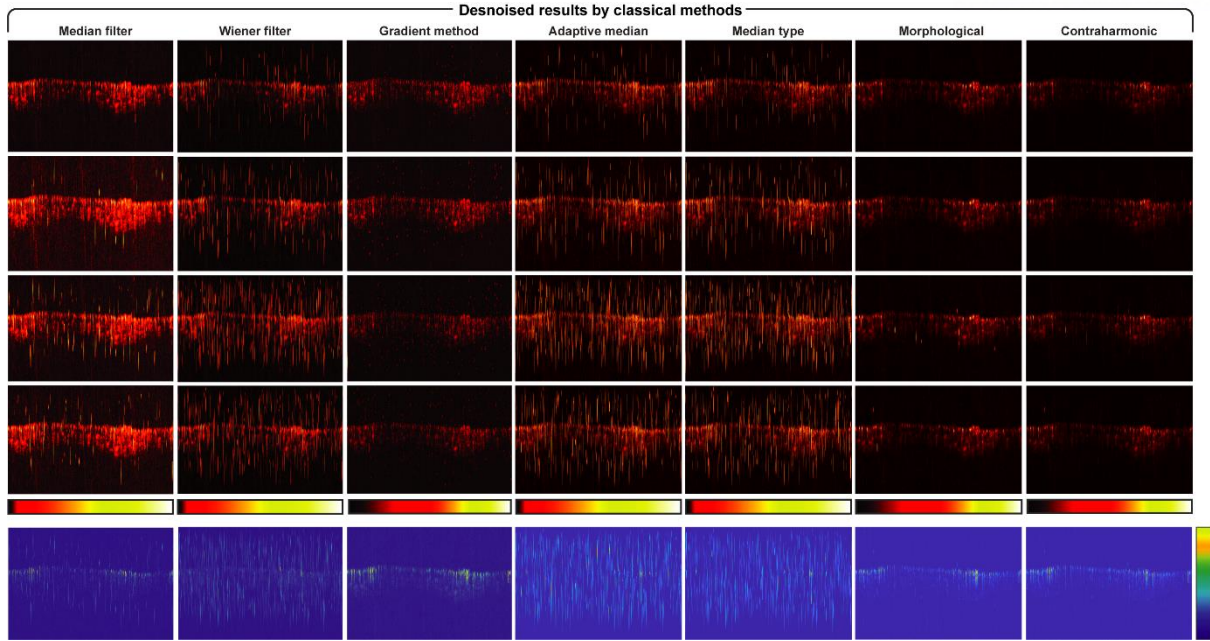 Desnoised results by classical methods
Median filter Wiener filter Gradient method Adaptive median Median type Morphological Contraharmonic